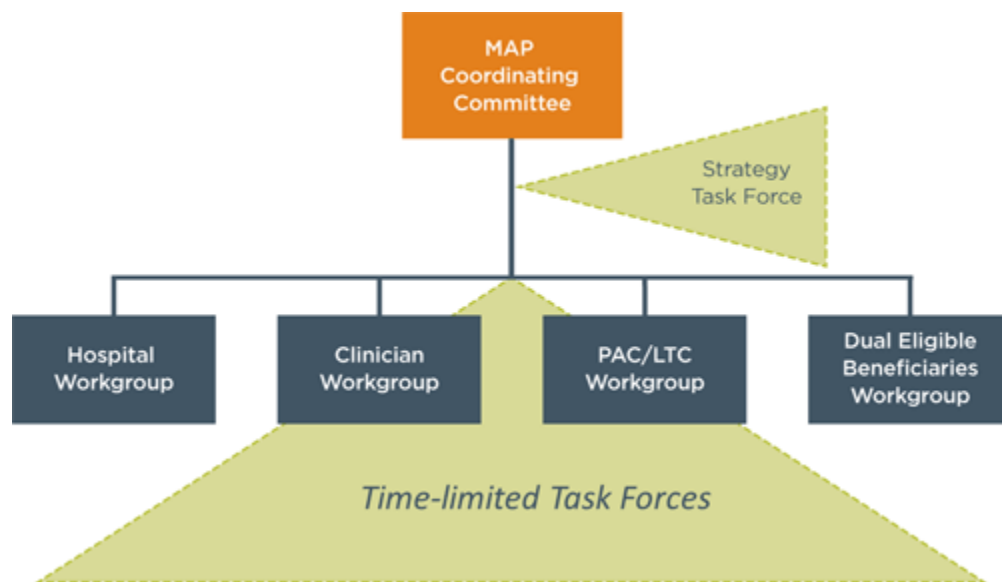 MAP
Coordinating
Committee
Strategy
Task Force
Hospital
Workgroup
Clinician
Workgroup
PAC/LTC
Workgroup
Dual Eligible
Beneficiaries
Workgroup
Time-limited Task Forces